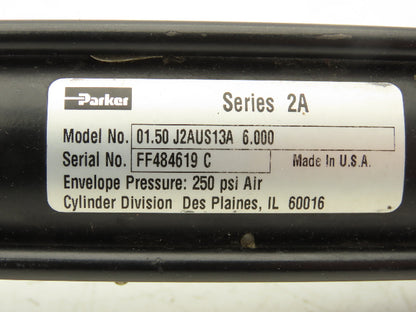 Parker Series 2A
Model No. 01.50 J2AUS13A 6.000
Serial No. FF484619 C Made In U.S.A.
Envelope Pressure: 250 psi Air
Cylinder Division Des Plaines, IL 60016